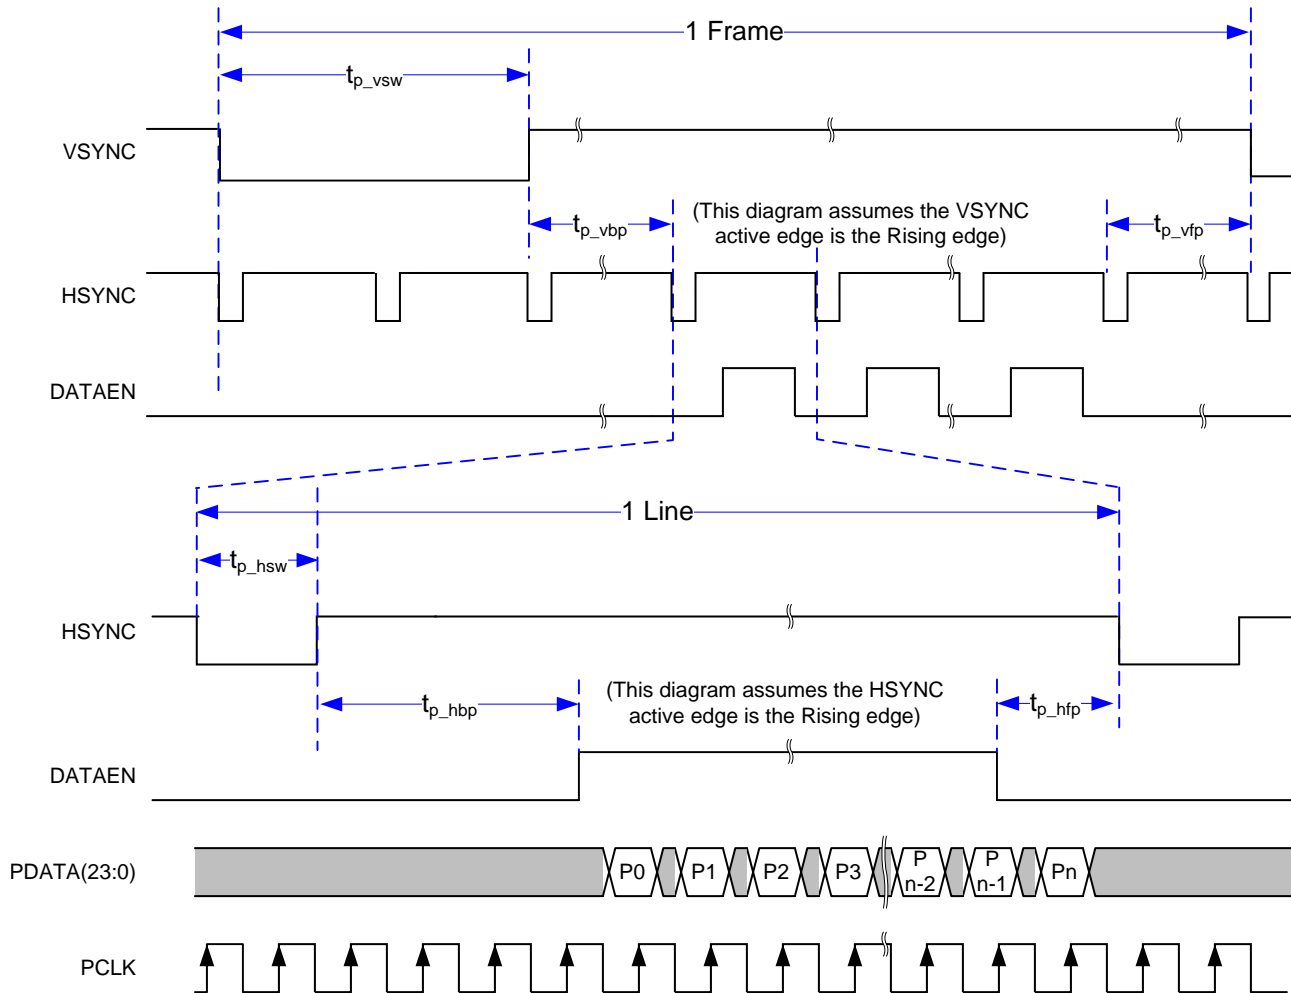 1 Frame
tp_vsw
VSYNC
tp_vbp
(This diagram assumes the VSYNC
active edge is the Rising edge)
tp_vfp
HSYNC
DATAEN
1 Line
tp_hsw
HSYNC
tp_hbp
(This diagram assumes the HSYNC
active edge is the Rising edge)
tp_hfp
DATAEN
PDATA(23:0)
P0
P1
P2
P3
P
n-2
P
n-1
Pn
PCLK